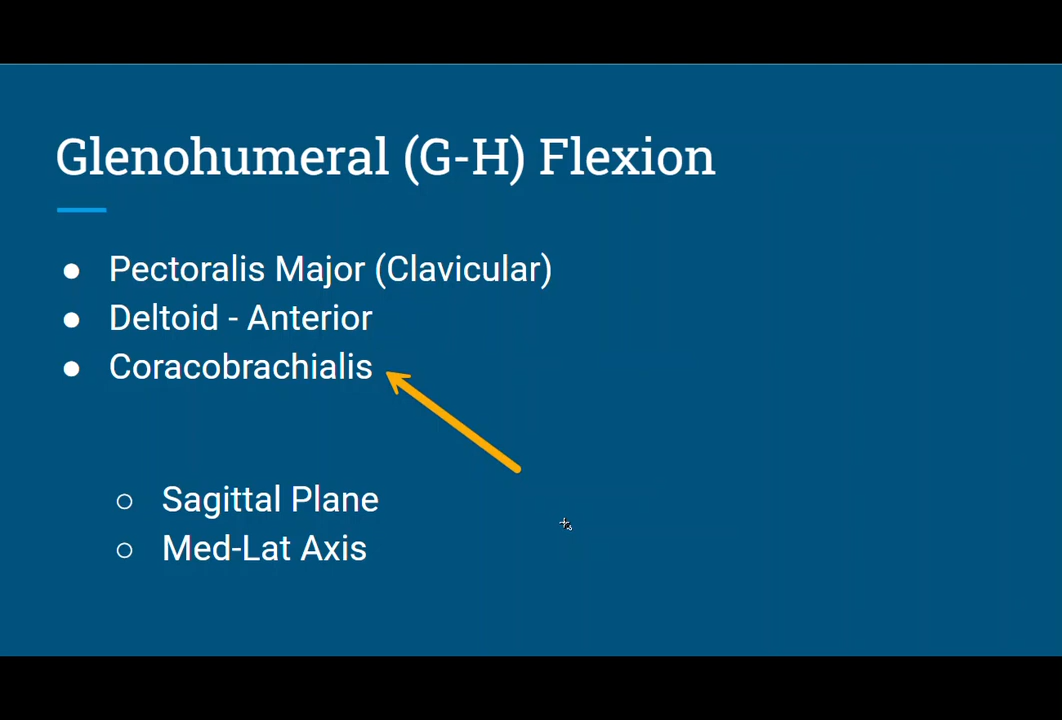 Glenohumeral (G-H) Flexion
● Pectoralis Major (Clavicular)
● Deltoid - Anterior
● Coracobrachialis
○ Sagittal Plane
○ Med-Lat Axis